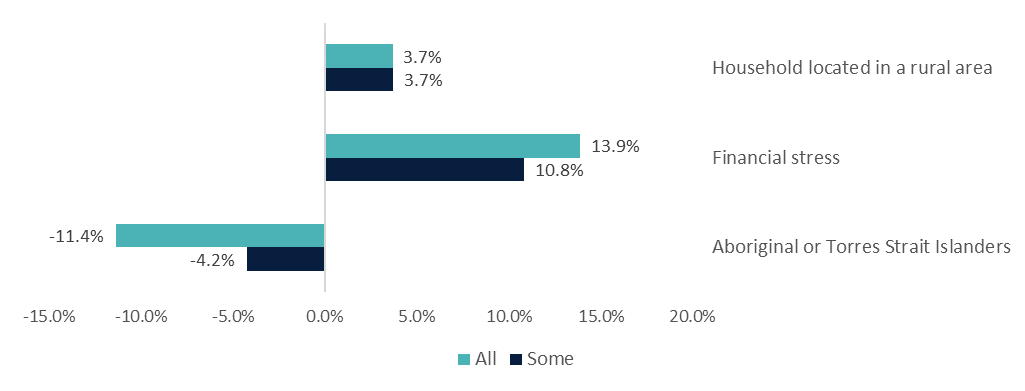 3.7%
Household located in a rural area
3.7%
13.9%
Financial stress
10.8%
-11.4%
Aboriginal or Torres Strait Islanders
-4.2%
-15.0% -10.0% -5.0% 0.0% 5.0% 10.0% 15.0% 20.0%
All Some